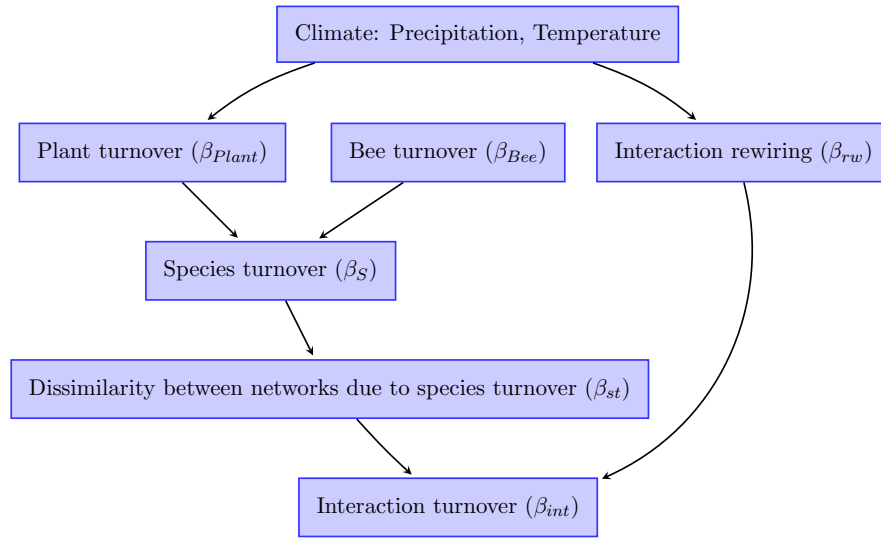 Climate: Precipitation, Temperature
Plant turnover (β_Plant)
Bee turnover (β_Bee)
Interaction rewiring (β_rw)
Species turnover (β_S)
Dissimilarity between networks due to species turnover (β_st)
Interaction turnover (β_int)